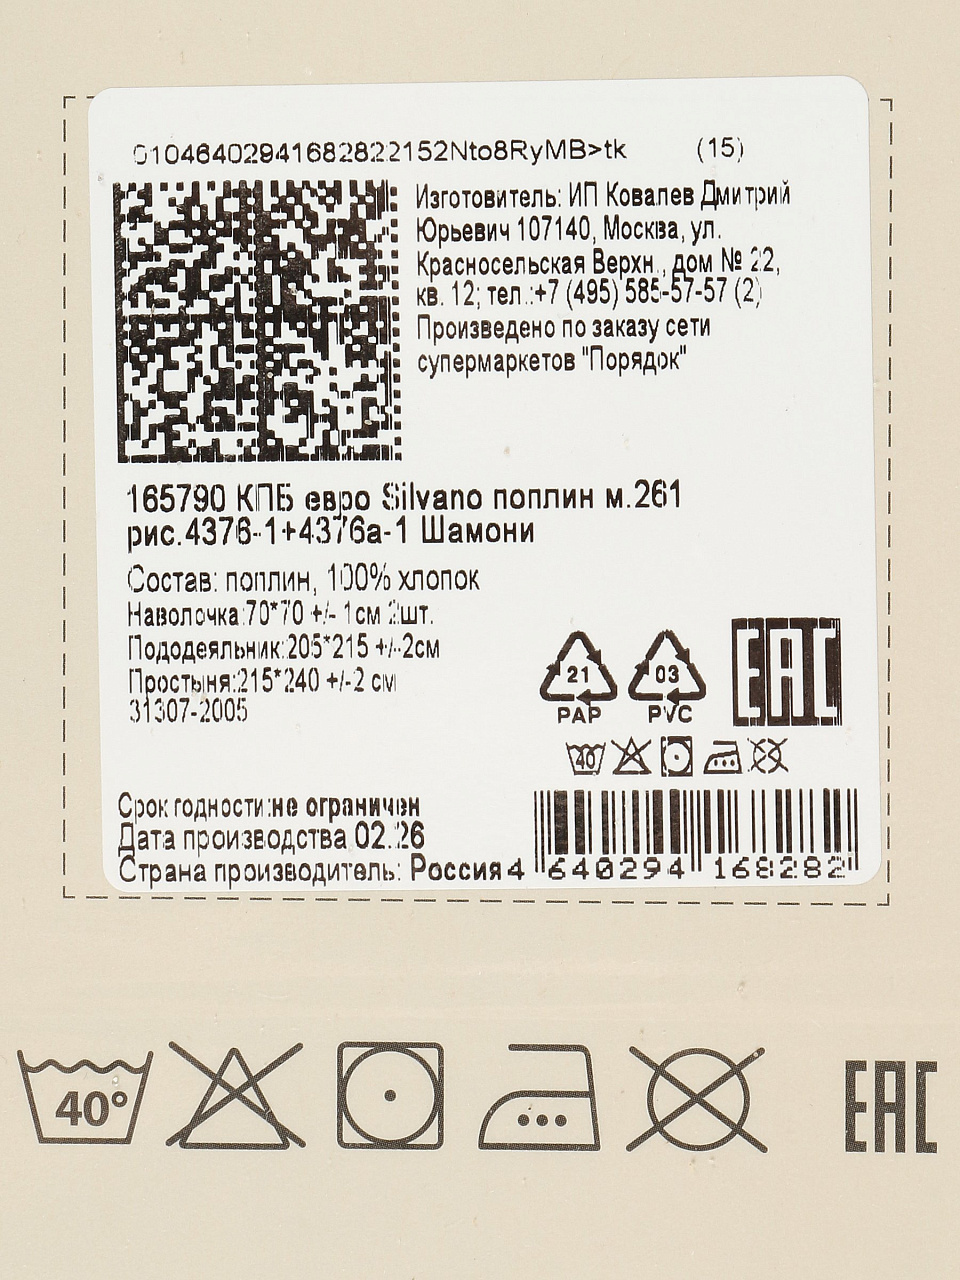 01046402941682822152Nto8RyMB>tk (15)
Изготовитель: ИП Ковалев Дмитрий
Юрьевич 107140, Москва, ул.
Красносельская Верхн., дом № 22,
кв. 12; тел.:+7 (495) 585-57-57 (2)
Произведено по заказу сети
супермаркетов "Порядок"
165790 КПБ евро Silvano поплин м.261
рис.4376-1+4376а-1 Шамони
Состав: поплин, 100% хлопок
Наволочка:70*70 +/- 1см 2шт.
Пододеяльник:205*215 +/-2см
Простыня:215*240 +/-2 см
31307-2005
21
PAP
03
PVC
EAC
40
Срок годности:не ограничен
Дата производства 02.26
Страна производитель: Россия
4 640294 168282
40°
EAC